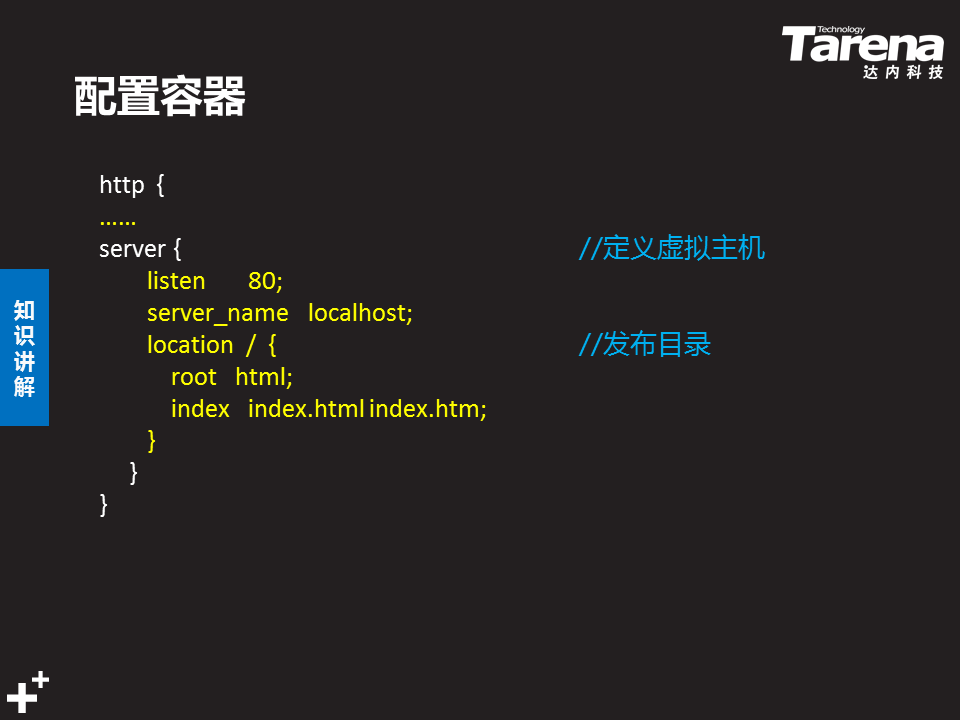 Technology
Tarena
达内科技
配置容器
http {
……
server { //定义虚拟主机
listen 80;
server_name localhost;
location / { //发布目录
root html;
index index.html index.htm;
}
}
}
知识讲解